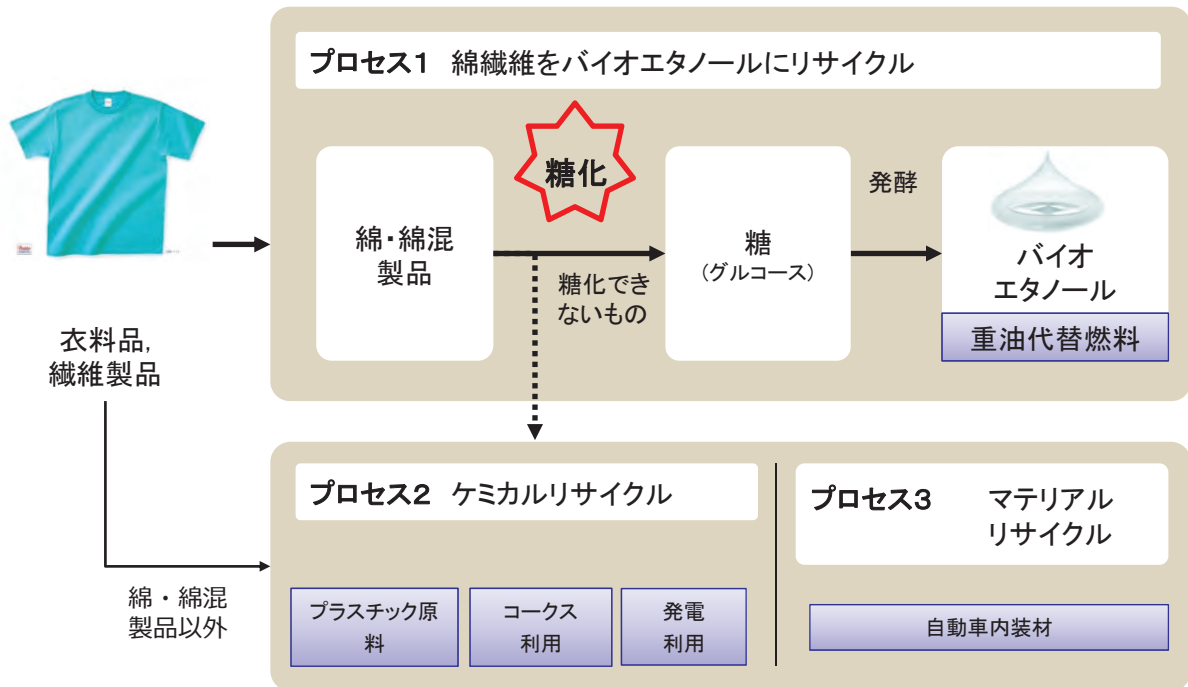 プロセス1 綿繊維をバイオエタノールにリサイクル
糖化
綿・綿混
製品
糖化でき
ないもの
糖
(グルコース)
発酵
バイオ
エタノール
重油代替燃料
衣料品,
繊維製品
綿・綿混
製品以外
プロセス2 ケミカルリサイクル
プラスチック原
料
コークス
利用
発電
利用
プロセス3 マテリアル
リサイクル
自動車内装材